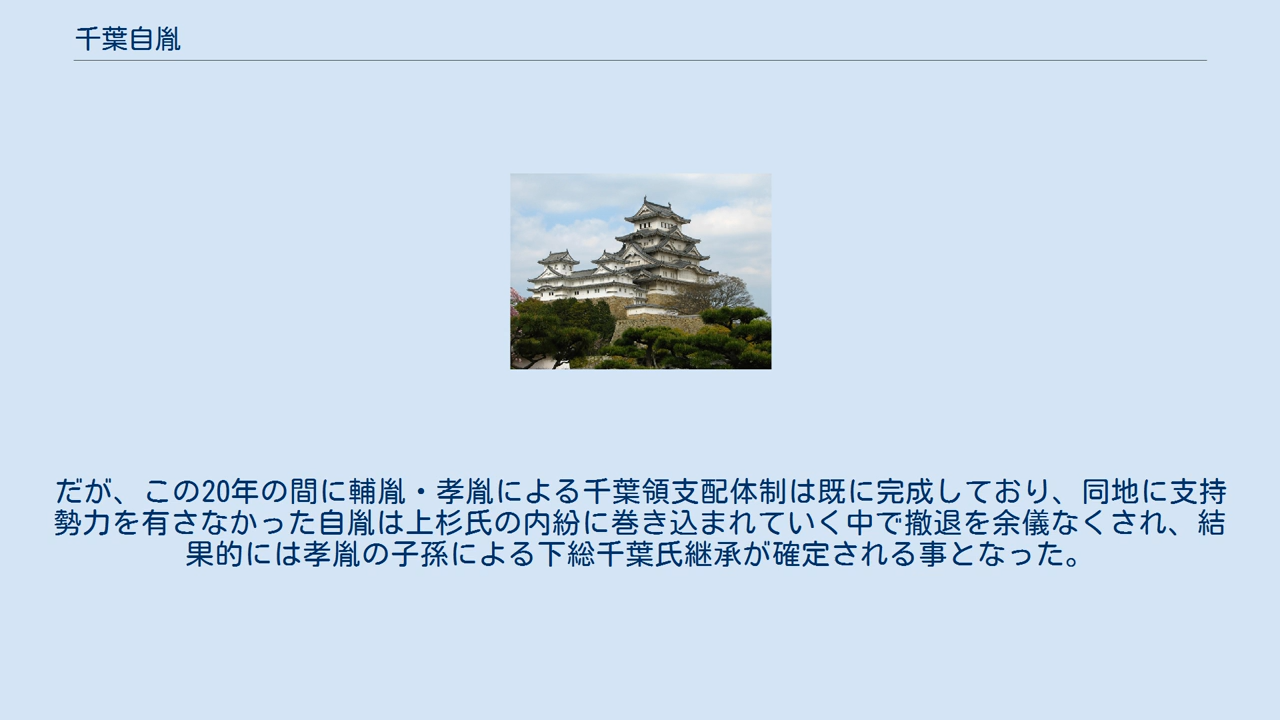 千葉自胤
だが、この20年の間に輔胤・孝胤による千葉領支配体制は既に完成しており、同地に支持
勢力を有さなかった自胤は上杉氏の内紛に巻き込まれていく中で撤退を余儀なくされ、結
果的には孝胤の子孫による下総千葉氏継承が確定される事となった。